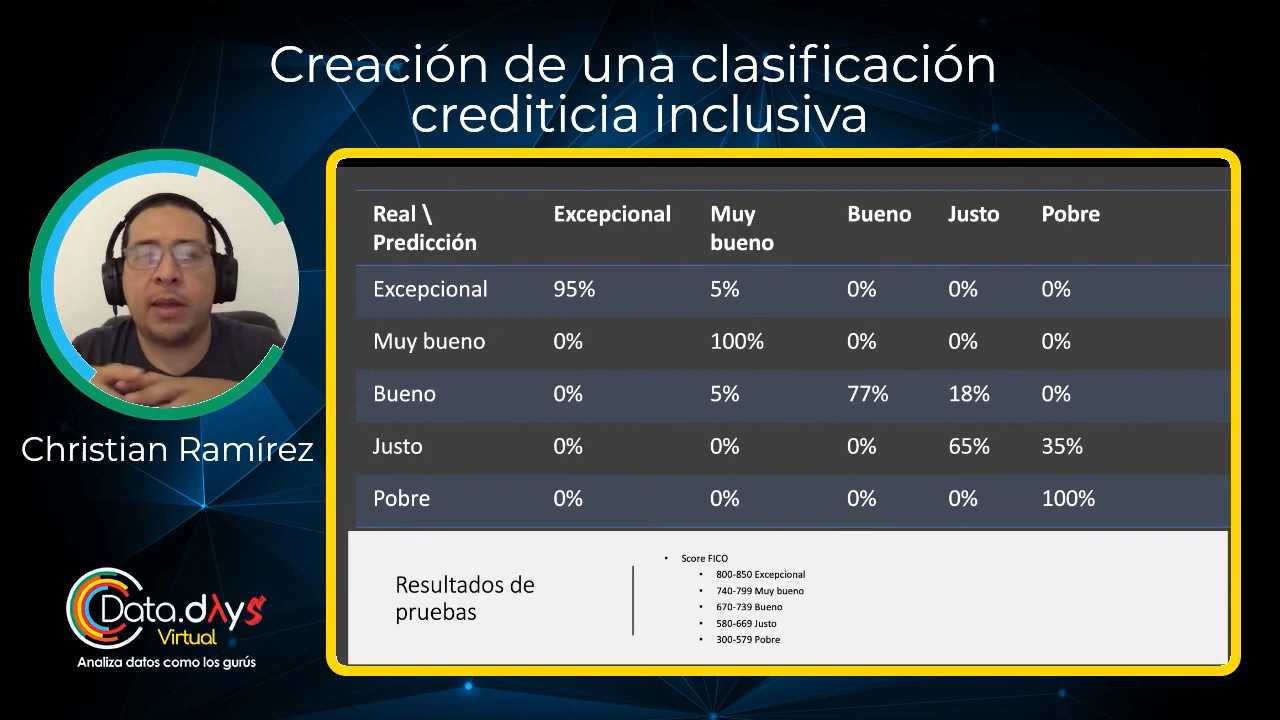 Creación de una clasificación
crediticia inclusiva
Real \ Predicción Excepcional Muy bueno Bueno Justo Pobre
Excepcional 95% 5% 0% 0% 0%
Muy bueno 0% 100% 0% 0% 0%
Bueno 0% 5% 77% 18% 0%
Justo 0% 0% 0% 65% 35%
Pobre 0% 0% 0% 0% 100%
Christian Ramírez
Resultados de
pruebas
• Score FICO
• 800-850 Excepcional
• 740-799 Muy bueno
• 670-739 Bueno
• 580-669 Justo
• 300-579 Pobre
Data.dAyS
Virtual
Analiza datos como los gurús